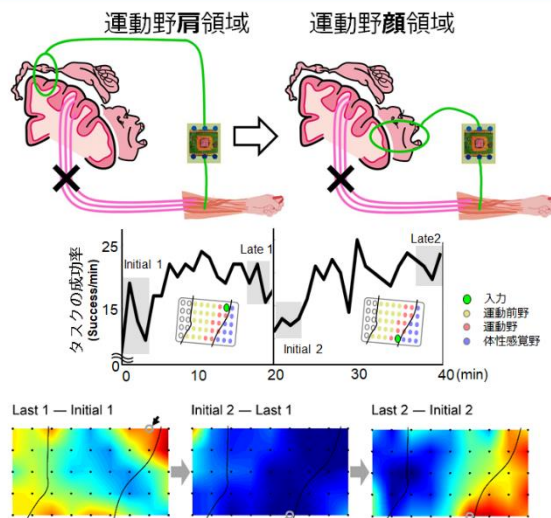 運動野肩領域
運動野顔領域
タスクの成功率
(Success/min)
25
15
0
Initial 1
Late 1
Initial 2
Late2
0
10
20
30
40 (min)
入力
運動前野
運動野
体性感覚野
Last 1 — Initial 1
Initial 2 — Last 1
Last 2 — Initial 2